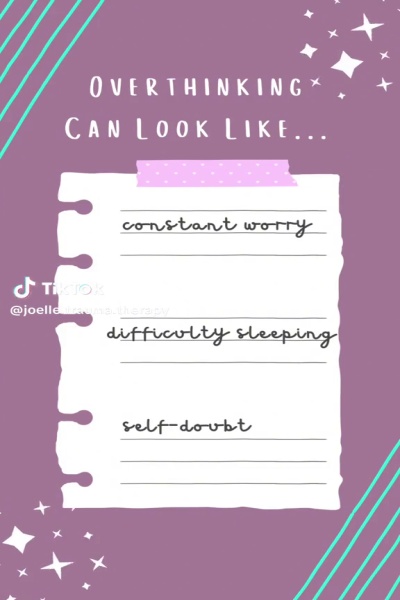 OVERTHINKING
CAN LOOK LIKE...
constant worry
TikTok
difficulty sleeping
self-doubt